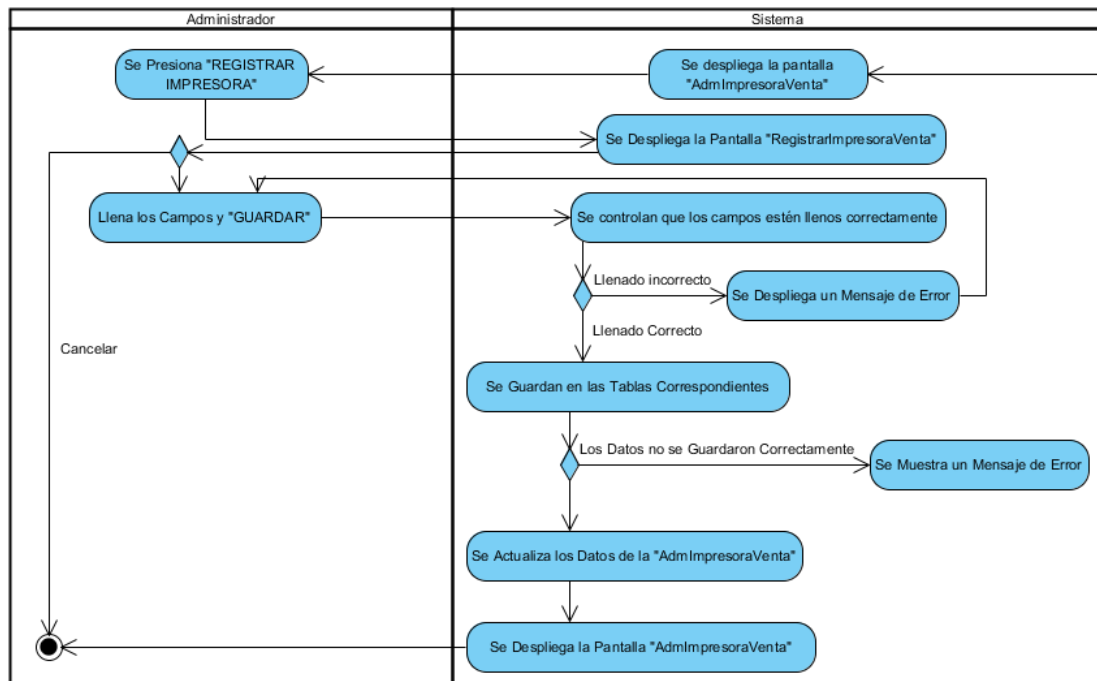 Administrador
Sistema
Se Presiona "REGISTRAR
IMPRESORA"
Se despliega la pantalla
"AdmImpresoraVenta"
Se Despliega la Pantalla "RegistrarImpresoraVenta"
Llena los Campos y "GUARDAR"
Se controlan que los campos estén llenos correctamente
Llenado incorrecto
Se Despliega un Mensaje de Error
Llenado Correcto
Cancelar
Se Guardan en las Tablas Correspondientes
Los Datos no se Guardaron Correctamente
Se Muestra un Mensaje de Error
Se Actualiza los Datos de la "AdmImpresoraVenta"
Se Despliega la Pantalla "AdmImpresoraVenta"